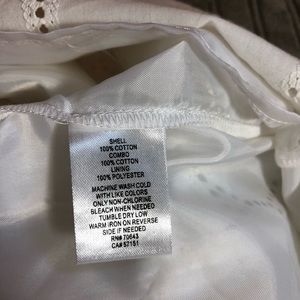 SHELL
100% COTTON
COMBO
100% COTTON
LINING
100% POLYESTER
MACHINE WASH COLD
WITH LIKE COLORS
ONLY NON-CHLORINE
BLEACH WHEN NEEDED
TUMBLE DRY LOW
WARM IRON ON REVERSE
SIDE IF NEEDED
RN# 70643
CA# 57151